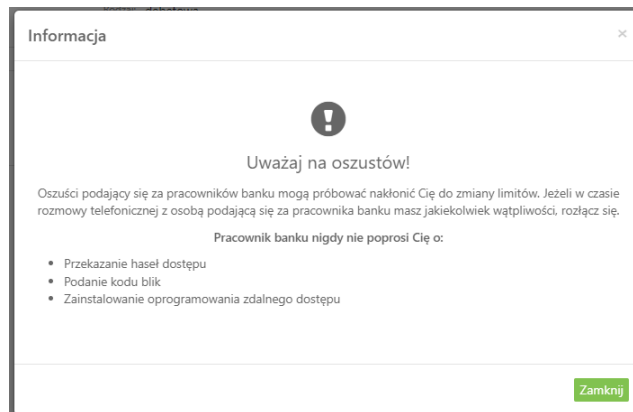 Informacja
×
Uważaj na oszustów!
Oszuści podający się za pracowników banku mogą próbować nakłonić Cię do zmiany limitów. Jeżeli w czasie
rozmowy telefonicznej z osobą podającą się za pracownika banku masz jakiekolwiek wątpliwości, rozłącz się.
Pracownik banku nigdy nie poprosi Cię o:
• Przekazanie haseł dostępu
• Podanie kodu blik
• Zainstalowanie oprogramowania zdalnego dostępu
Zamknij